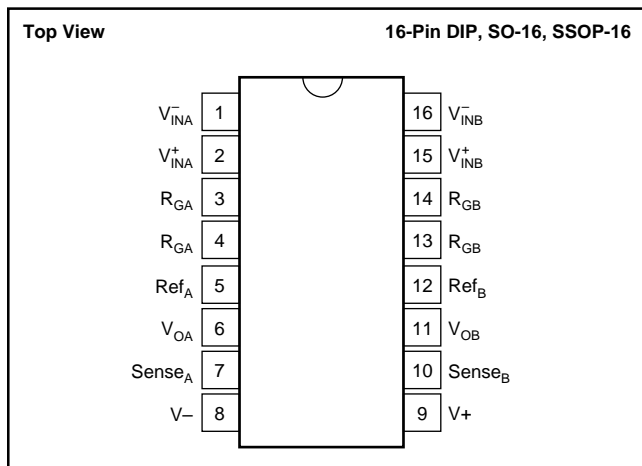 Top View 16-Pin DIP, SO-16, SSOP-16
V−INA 1 16 V−INB
V+INA 2 15 V+INB
RGA 3 14 RGB
RGA 4 13 RGB
RefA 5 12 RefB
VOA 6 11 VOB
SenseA 7 10 SenseB
V− 8 9 V+